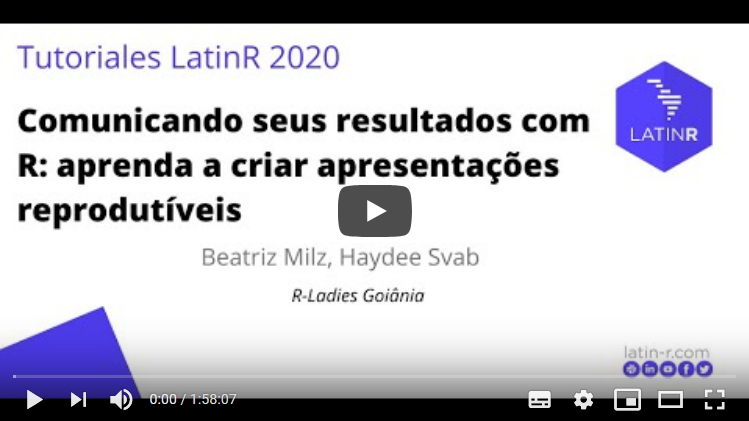 Tutoriales LatinR 2020
LATINR
Comunicando seus resultados com
R: aprenda a criar apresentações
reprodutíveis
Beatriz Milz, Haydee Svab
R-Ladies Goiânia
latin-r.com
0:00 / 1:58:07